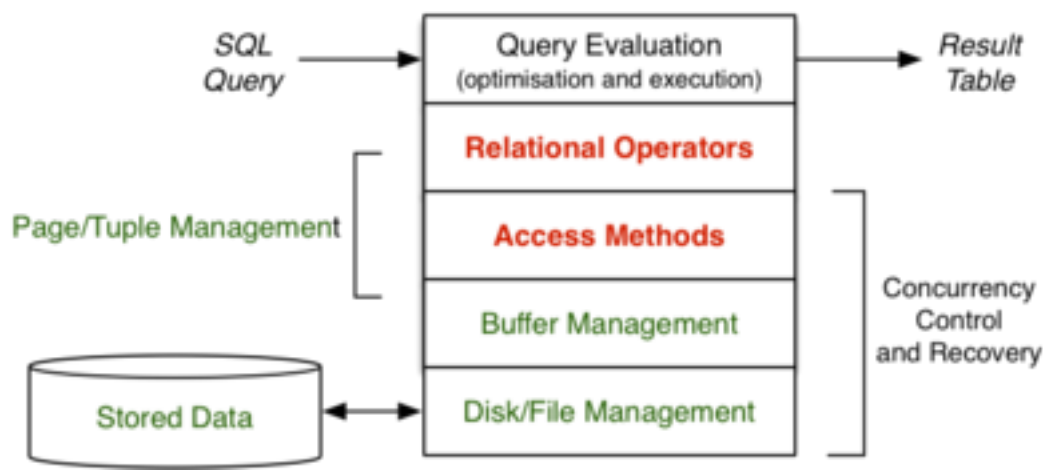 SQL
Query
Query Evaluation
(optimisation and execution)
Result
Table
Relational Operators
Page/Tuple Management
Access Methods
Buffer Management
Concurrency
Control
and Recovery
Stored Data
Disk/File Management